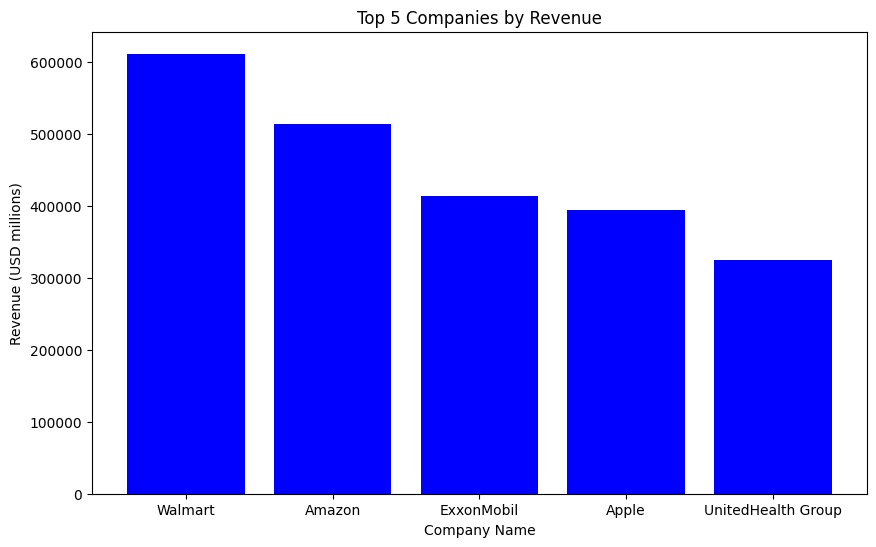 Top 5 Companies by Revenue
Revenue (USD millions)
600000
500000
400000
300000
200000
100000
0
Walmart Amazon ExxonMobil Apple UnitedHealth Group
Company Name